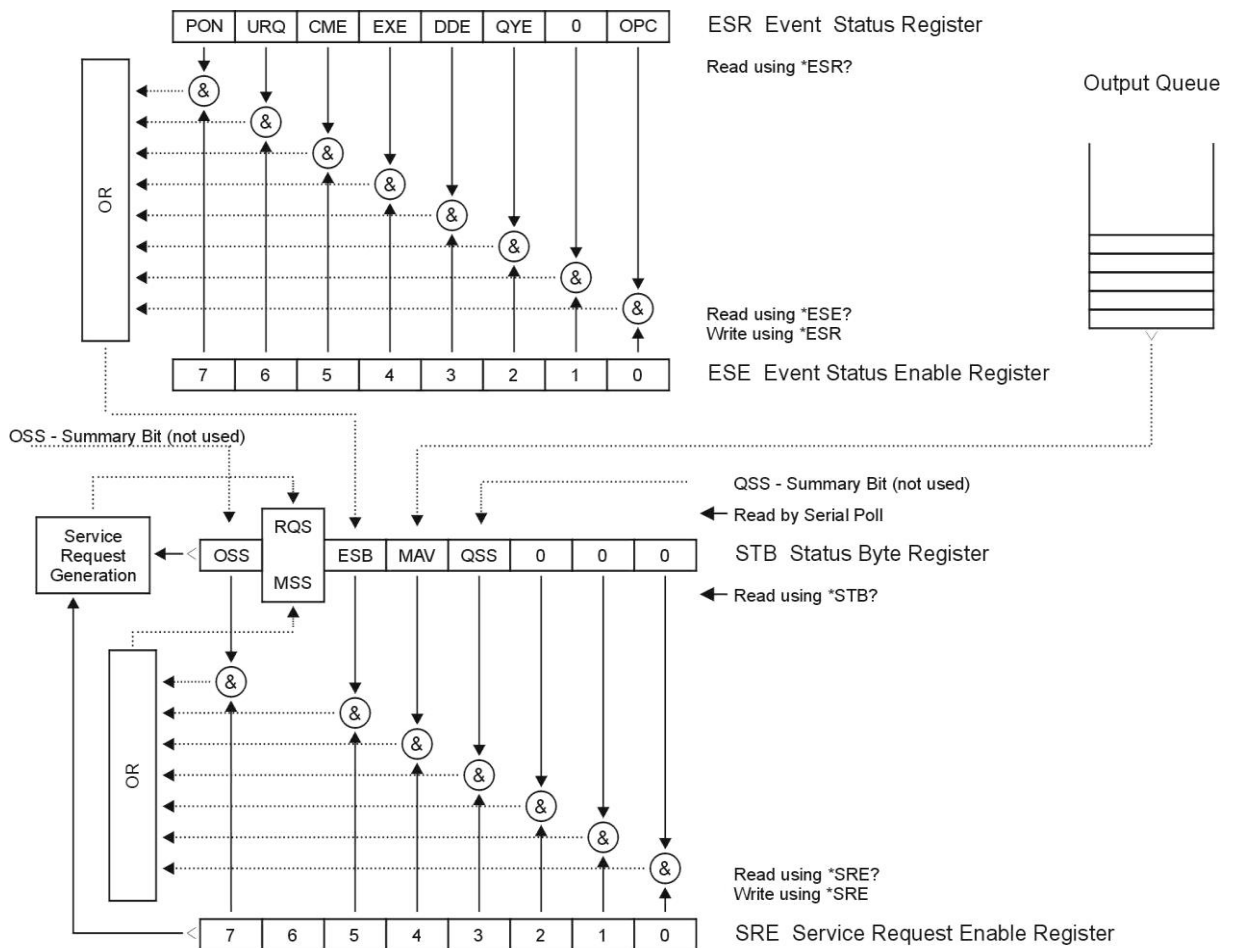 PON URQ CME EXE DDE QYE 0 OPC
ESR Event Status Register
Read using *ESR?
Output Queue
&
&
&
&
&
&
&
&
OR
Read using *ESE?
Write using *ESR
7 6 5 4 3 2 1 0
ESE Event Status Enable Register
OSS - Summary Bit (not used)
QSS - Summary Bit (not used)
Read by Serial Poll
Service
Request
Generation
RQS
MSS
OSS ESB MAV QSS 0 0 0
STB Status Byte Register
Read using *STB?
&
&
&
&
&
&
&
OR
Read using *SRE?
Write using *SRE
7 6 5 4 3 2 1 0
SRE Service Request Enable Register